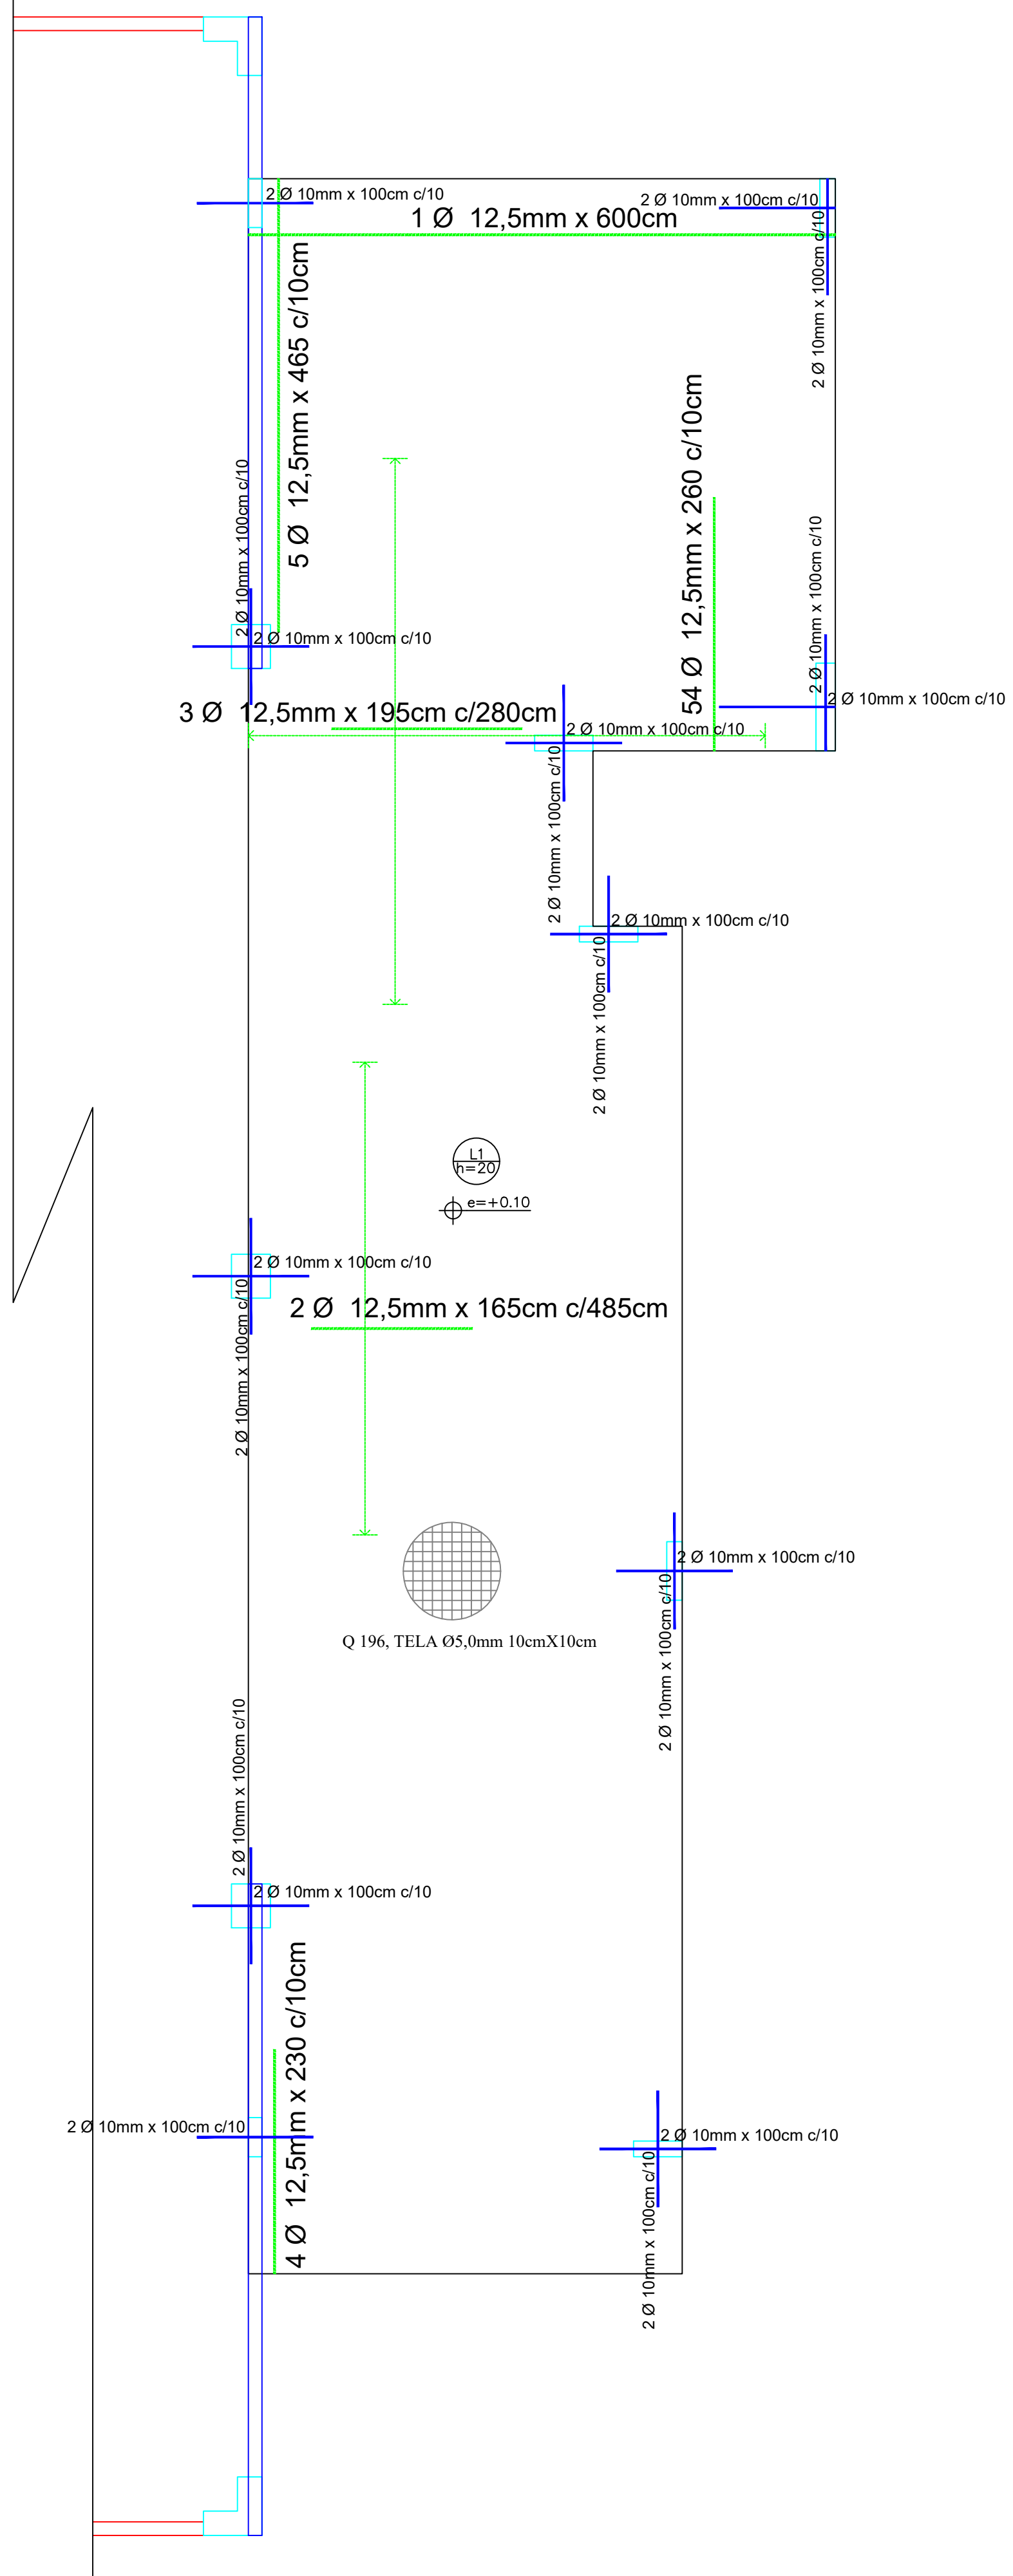 2 Ø 10mm x 100cm c/10
2 Ø 10mm x 100cm c/10
1 Ø 12,5mm x 600cm
2 Ø 10mm x 100cm c/10
5 Ø 12,5mm x 465 c/10cm
54 Ø 12,5mm x 260 c/10cm
2 Ø 10mm x 100cm c/10
2 Ø 10mm x 100cm c/10
2 Ø 10mm x 100cm c/10
2 Ø 10mm x 100cm c/10
3 Ø 12,5mm x 195cm c/280cm
2 Ø 10mm x 100cm c/10
2 Ø 10mm x 100cm c/10
2 Ø 10mm x 100cm c/10
2 Ø 10mm x 100cm c/10
L1
h=20
e=+0.10
2 Ø 10mm x 100cm c/10
2 Ø 10mm x 100cm c/10
2 Ø 12,5mm x 165cm c/485cm
2 Ø 10mm x 100cm c/10
2 Ø 10mm x 100cm c/10
Q 196, TELA Ø5,0mm 10cmX10cm
2 Ø 10mm x 100cm c/10
2 Ø 10mm x 100cm c/10
4 Ø 12,5mm x 230 c/10cm
2 Ø 10mm x 100cm c/10
2 Ø 10mm x 100cm c/10
2 Ø 10mm x 100cm c/10